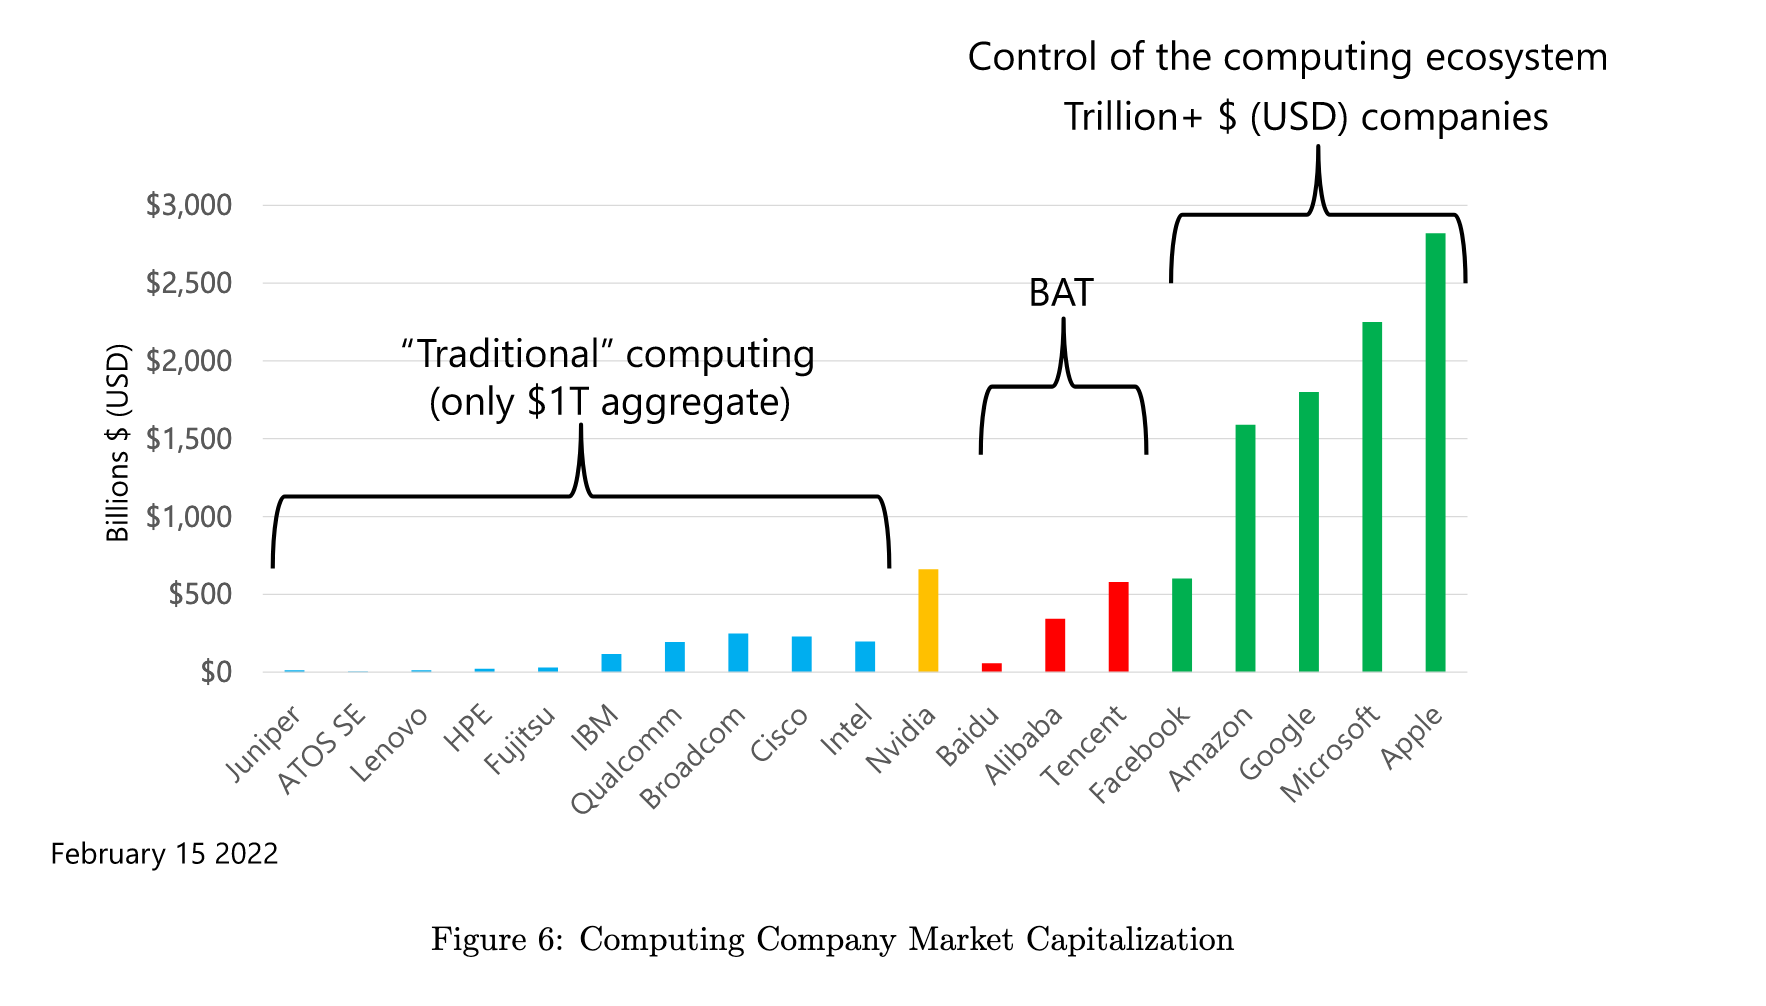 Control of the computing ecosystem
Trillion+ $ (USD) companies
$3,000
$2,500
$2,000
$1,500
$1,000
$500
$0
Billions $ (USD)
BAT
“Traditional” computing
(only $1T aggregate)
Juniper
ATOS SE
Lenovo
HPE
Fujitsu
IBM
Qualcomm
Broadcom
Cisco
Intel
Nvidia
Baidu
Alibaba
Tencent
Facebook
Amazon
Google
Microsoft
Apple
February 15 2022
Figure 6: Computing Company Market Capitalization